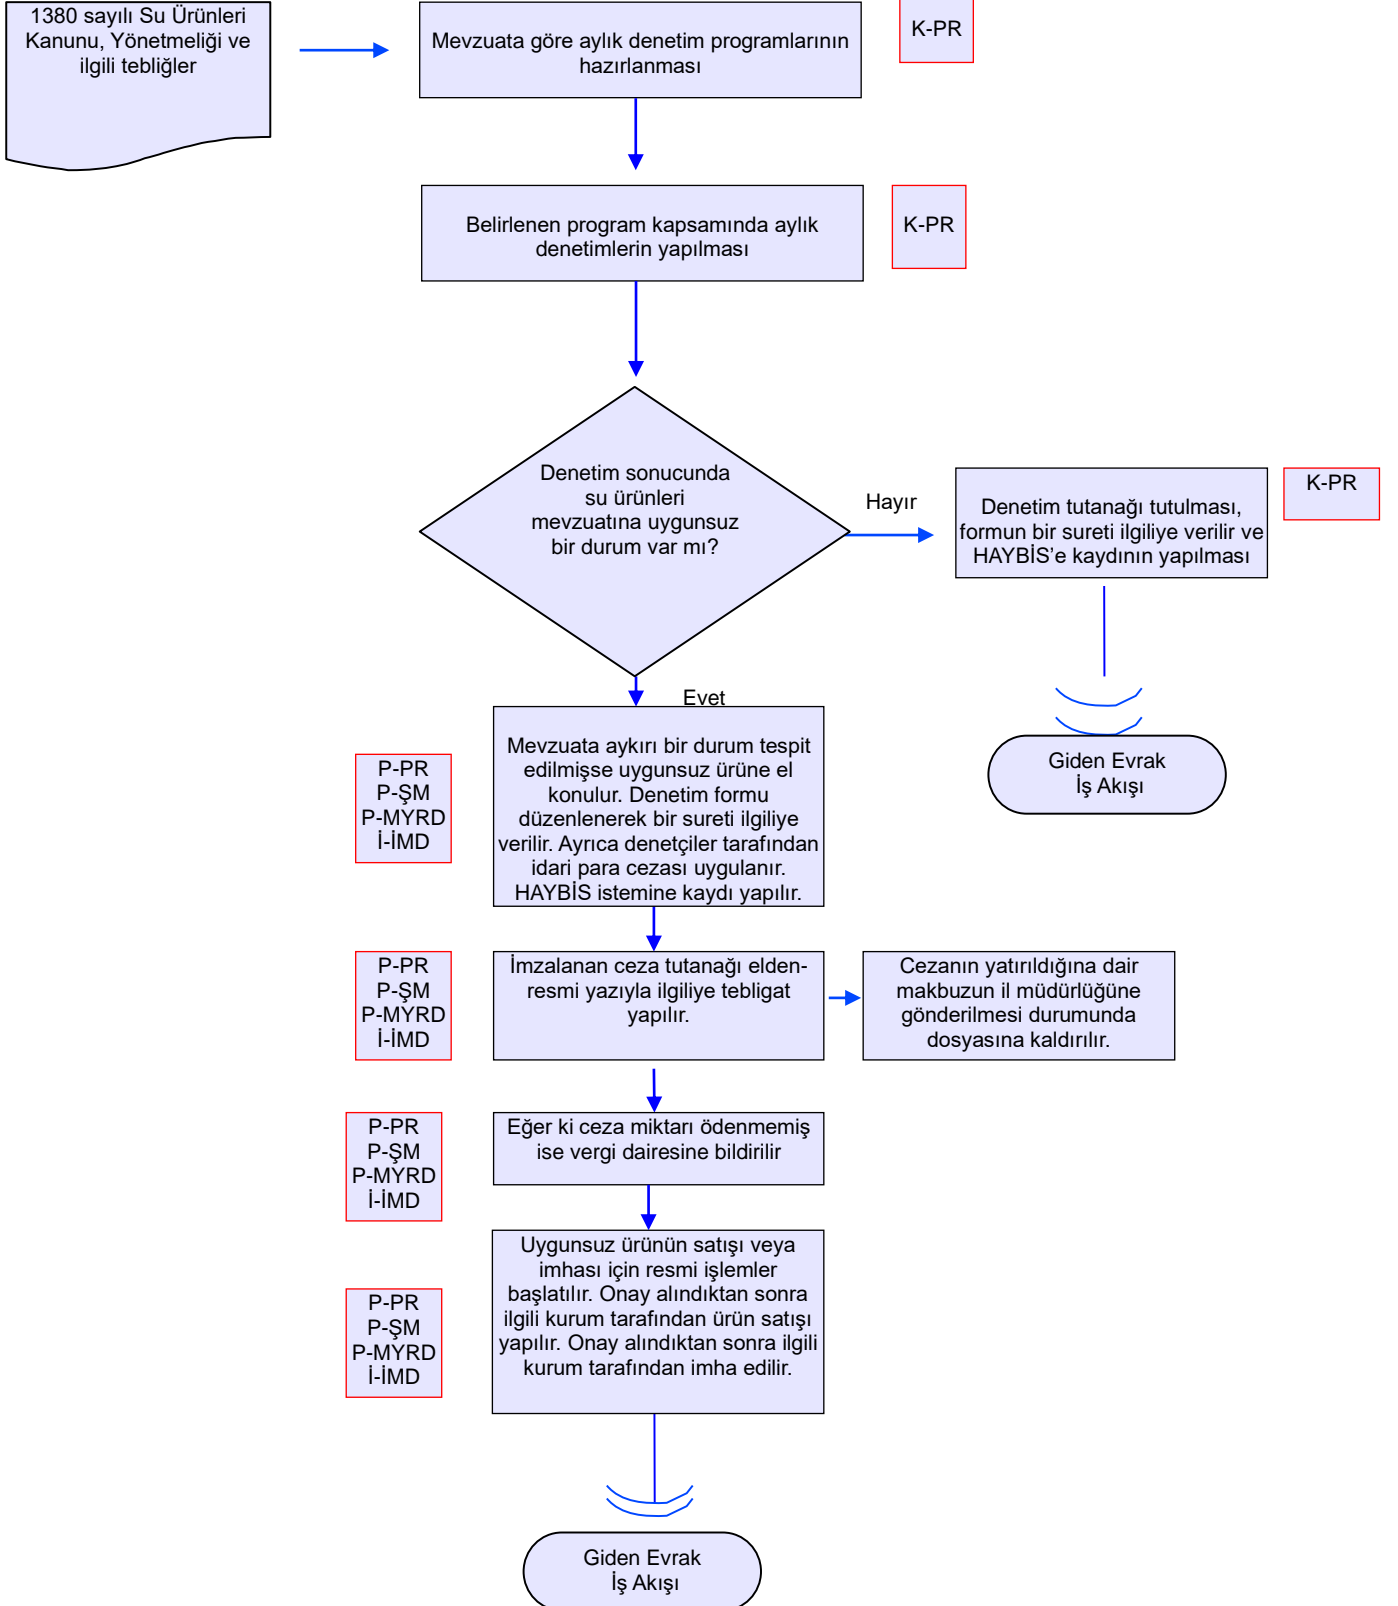 1380 sayılı Su Ürünleri
Kanunu, Yönetmeliği ve
ilgili tebliğler
Mevzuata göre aylık denetim programlarının
hazırlanması
K-PR
Belirlenen program kapsamında aylık
denetimlerin yapılması
K-PR
Denetim sonucunda
su ürünleri
mevzuatına uygunsuz
bir durum var mı?
Hayır
Denetim tutanağı tutulması,
formun bir sureti ilgiliye verilir ve
HAYBİS’e kaydının yapılması
K-PR
Giden Evrak
İş Akışı
Evet
P-PR
P-ŞM
P-MYRD
İ-İMD
Mevzuata aykırı bir durum tespit
edilmişse uygunsuz ürüne el
konulur. Denetim formu
düzenlenerek bir sureti ilgiliye
verilir. Ayrıca denetçiler tarafından
idari para cezası uygulanır.
HAYBİS istemine kaydı yapılır.
P-PR
P-ŞM
P-MYRD
İ-İMD
İmzalanan ceza tutanağı elden-
resmi yazıyla ilgiliye tebligat
yapılır.
Cezanın yatırıldığına dair
makbuzun il müdürlüğüne
gönderilmesi durumunda
dosyasına kaldırılır.
P-PR
P-ŞM
P-MYRD
İ-İMD
Eğer ki ceza miktarı ödenmemiş
ise vergi dairesine bildirilir
P-PR
P-ŞM
P-MYRD
İ-İMD
Uygunsuz ürünün satışı veya
imhası için resmi işlemler
başlatılır. Onay alındıktan sonra
ilgili kurum tarafından ürün satışı
yapılır. Onay alındıktan sonra ilgili
kurum tarafından imha edilir.
Giden Evrak
İş Akışı